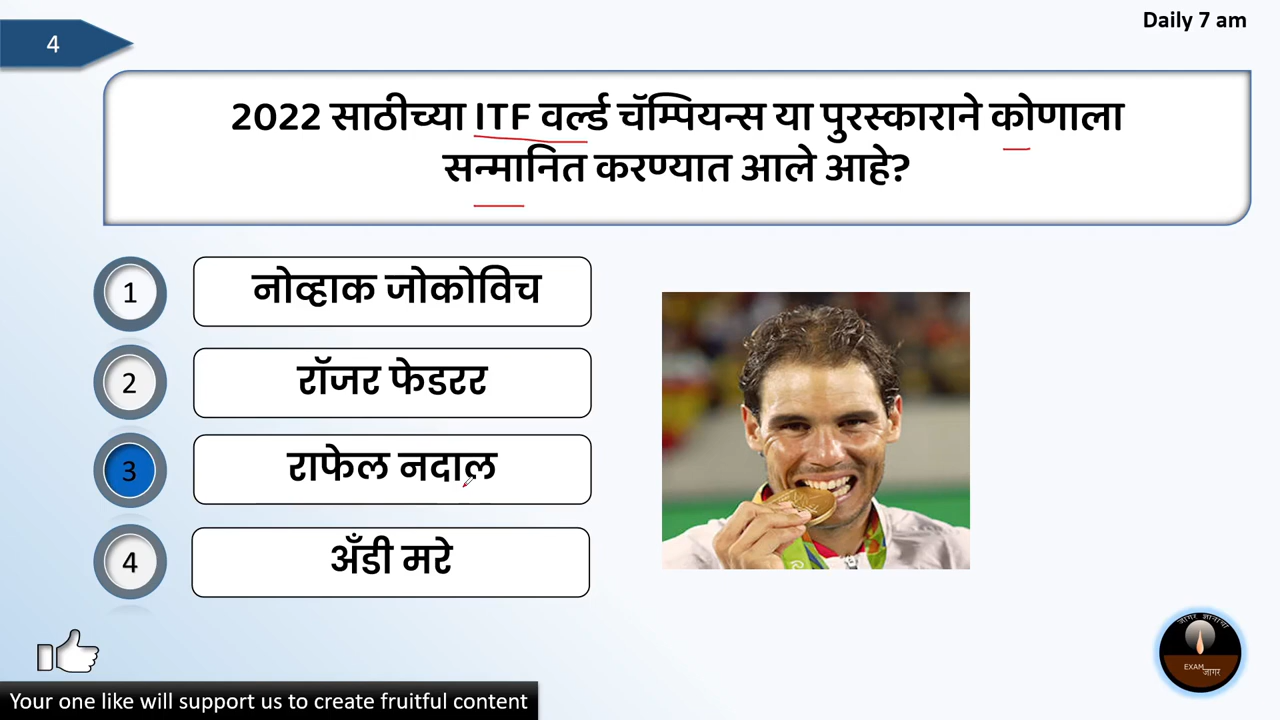 Daily 7 am
4
2022 साठीच्या ITF वर्ल्ड चॅम्पियन्स या पुरस्काराने कोणाला
सन्मानित करण्यात आले आहे?
1
नोव्हाक जोकोविच
2
रॉजर फेडरर
3
राफेल नदाल
4
अँडी मरे
जागर ज्ञानाचा
EXAM
जागर
Your one like will support us to create fruitful content